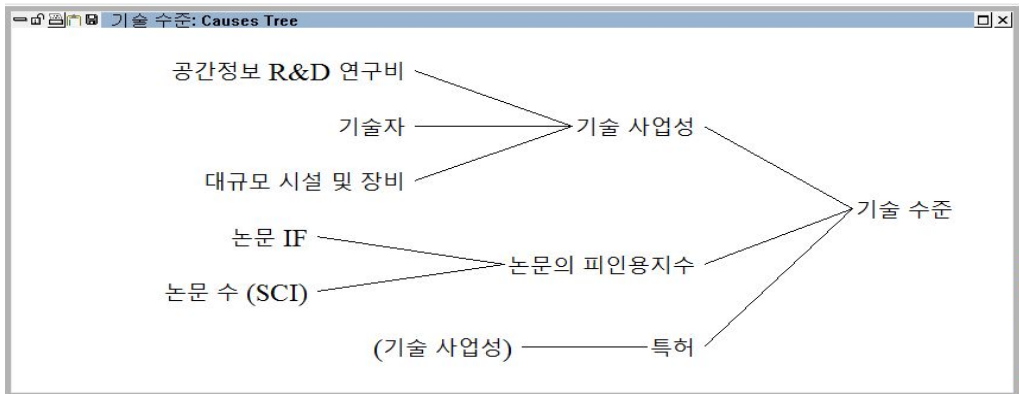 기술 수준: Causes Tree
공간정보 R&D 연구비
기술자
기술 사업성
대규모 시설 및 장비
기술 수준
논문 IF
논문의 피인용지수
논문 수 (SCI)
(기술 사업성)
특허